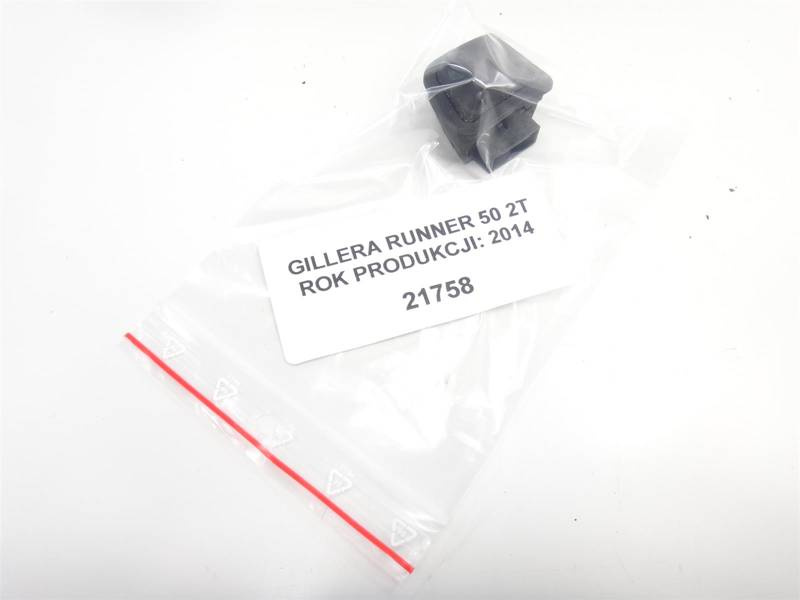 GILLERA RUNNER 50 2T
ROK PRODUKCJI: 2014
21758